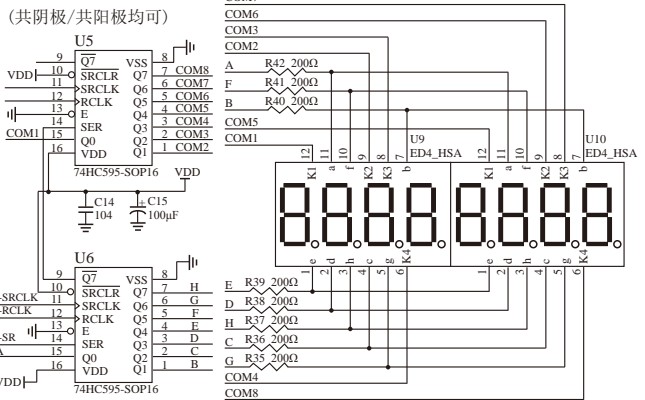 (共阴极/共阳极均可)
COM6
COM3
COM2
A R42 200Ω
F R41 200Ω
B R40 200Ω
COM5
COM1
U5
9 Q7 VSS 8
VDD 10 SRCLR Q7 7 COM8
11 SRCLK Q6 6 COM7
12 RCLK Q5 5 COM6
13 E Q4 4 COM5
14 SER Q3 3 COM4
COM1 15 Q0 Q2 2 COM3
16 VDD Q1 1 COM2
74HC595-SOP16
VDD
C14
104
+ C15
100μF
U9
ED4_HSA
12 11 10 9 8 7
K1 a f K2 K3 b
e d h c g K4
1 2 3 4 5 6
U10
ED4_HSA
12 11 10 9 8 7
K1 a f K2 K3 b
e d h c g K4
1 2 3 4 5 6
U6
9 Q7 VSS 8
10 SRCLR Q7 7 H
-SRCLK 11 SRCLK Q6 6 G
-RCLK 12 RCLK Q5 5 F
13 E Q4 4 E
-SR 14 SER Q3 3 D
15 Q0 Q2 2 C
VDD 16 VDD Q1 1 B
74HC595-SOP16
E R39 200Ω
D R38 200Ω
H R37 200Ω
C R36 200Ω
G R35 200Ω
COM4
COM8